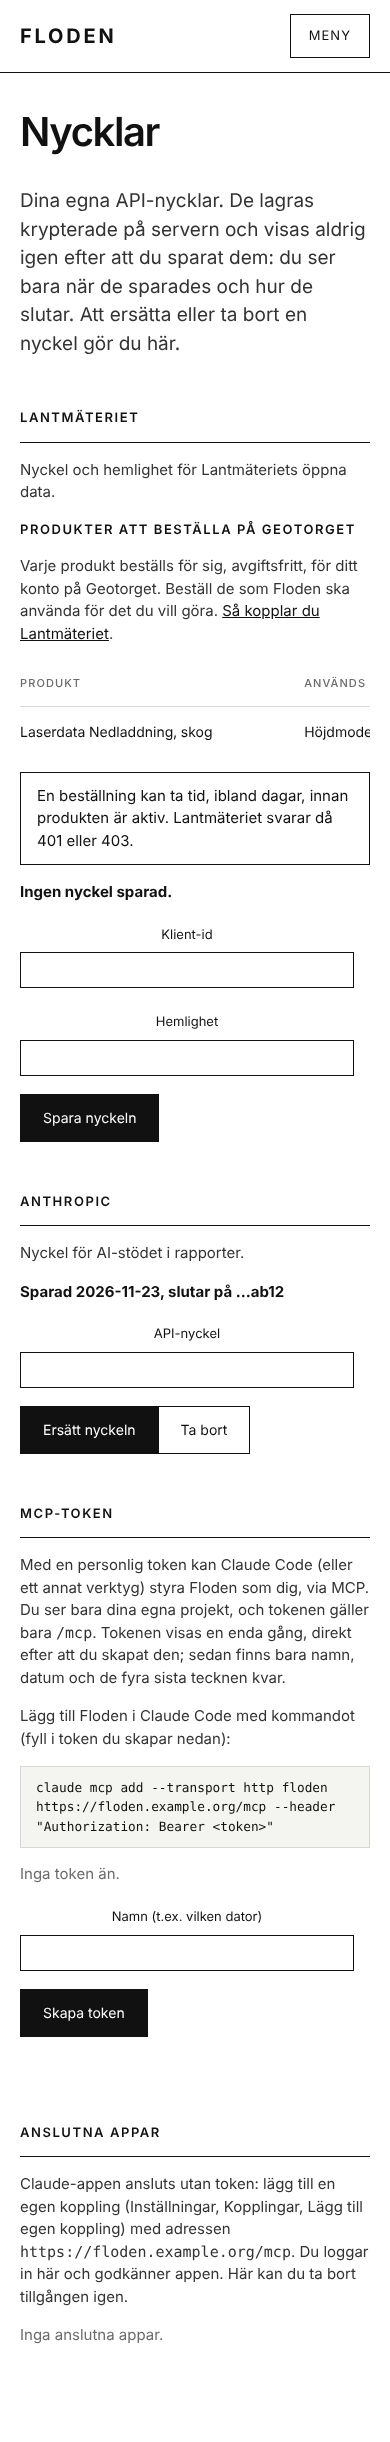 FLODEN
MENY
Nycklar
Dina egna API-nycklar. De lagras
krypterade på servern och visas aldrig
igen efter att du sparat dem: du ser
bara när de sparades och hur de
slutar. Att ersätta eller ta bort en
nyckel gör du här.
LANTMÄTERIET
Nyckel och hemlighet för Lantmäteriets öppna
data.
PRODUKTER ATT BESTÄLLA PÅ GEOTORGET
Varje produkt beställs för sig, avgiftsfritt, för ditt
konto på Geotorget. Beställ de som Floden ska
använda för det du vill göra. Så kopplar du
Lantmäteriet.
PRODUKT ANVÄNDS
Laserdata Nedladdning, skog Höjdmode
En beställning kan ta tid, ibland dagar, innan
produkten är aktiv. Lantmäteriet svarar då
401 eller 403.
Ingen nyckel sparad.
Klient-id
Hemlighet
Spara nyckeln
ANTHROPIC
Nyckel för AI-stödet i rapporter.
Sparad 2026-11-23, slutar på …ab12
API-nyckel
Ersätt nyckeln Ta bort
MCP-TOKEN
Med en personlig token kan Claude Code (eller
ett annat verktyg) styra Floden som dig, via MCP.
Du ser bara dina egna projekt, och tokenen gäller
bara /mcp. Tokenen visas en enda gång, direkt
efter att du skapat den; sedan finns bara namn,
datum och de fyra sista tecknen kvar.
Lägg till Floden i Claude Code med kommandot
(fyll i token du skapar nedan):
claude mcp add --transport http floden
https://floden.example.org/mcp --header
"Authorization: Bearer <token>"
Inga token än.
Namn (t.ex. vilken dator)
Skapa token
ANSLUTNA APPAR
Claude-appen ansluts utan token: lägg till en
egen koppling (Inställningar, Kopplingar, Lägg till
egen koppling) med adressen
https://floden.example.org/mcp. Du loggar
in här och godkänner appen. Här kan du ta bort
tillgången igen.
Inga anslutna appar.